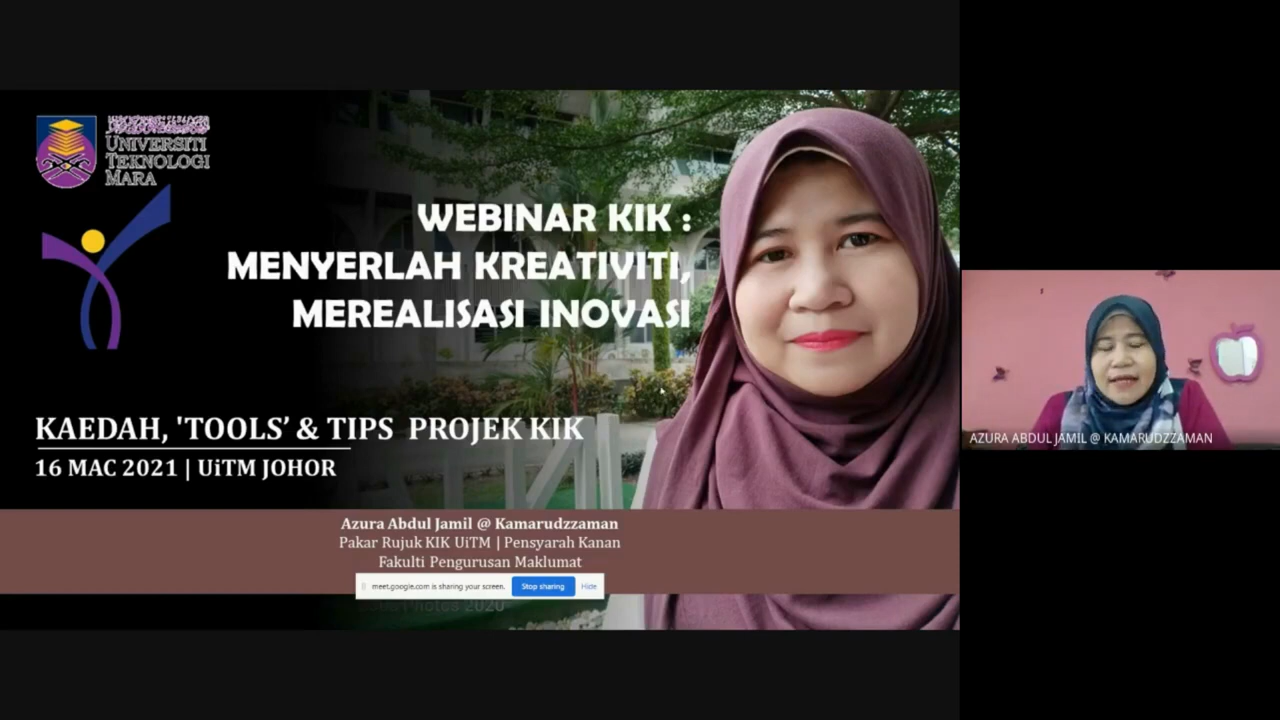 UNIVERSITI
TEKNOLOGI
MARA
WEBINAR KIK :
MENYERLAH KREATIVITI,
MEREALISASI INOVASI
KAEDAH, 'TOOLS’ & TIPS PROJEK KIK
16 MAC 2021 | UiTM JOHOR
Azura Abdul Jamil @ Kamarudzzaman
Pakar Rujuk KIK UiTM | Pensyarah Kanan
Fakulti Pengurusan Maklumat
meet.google.com is sharing your screen. Stop sharing Hide
2020
AZURA ABDUL JAMIL @ KAMARUDZZAMAN